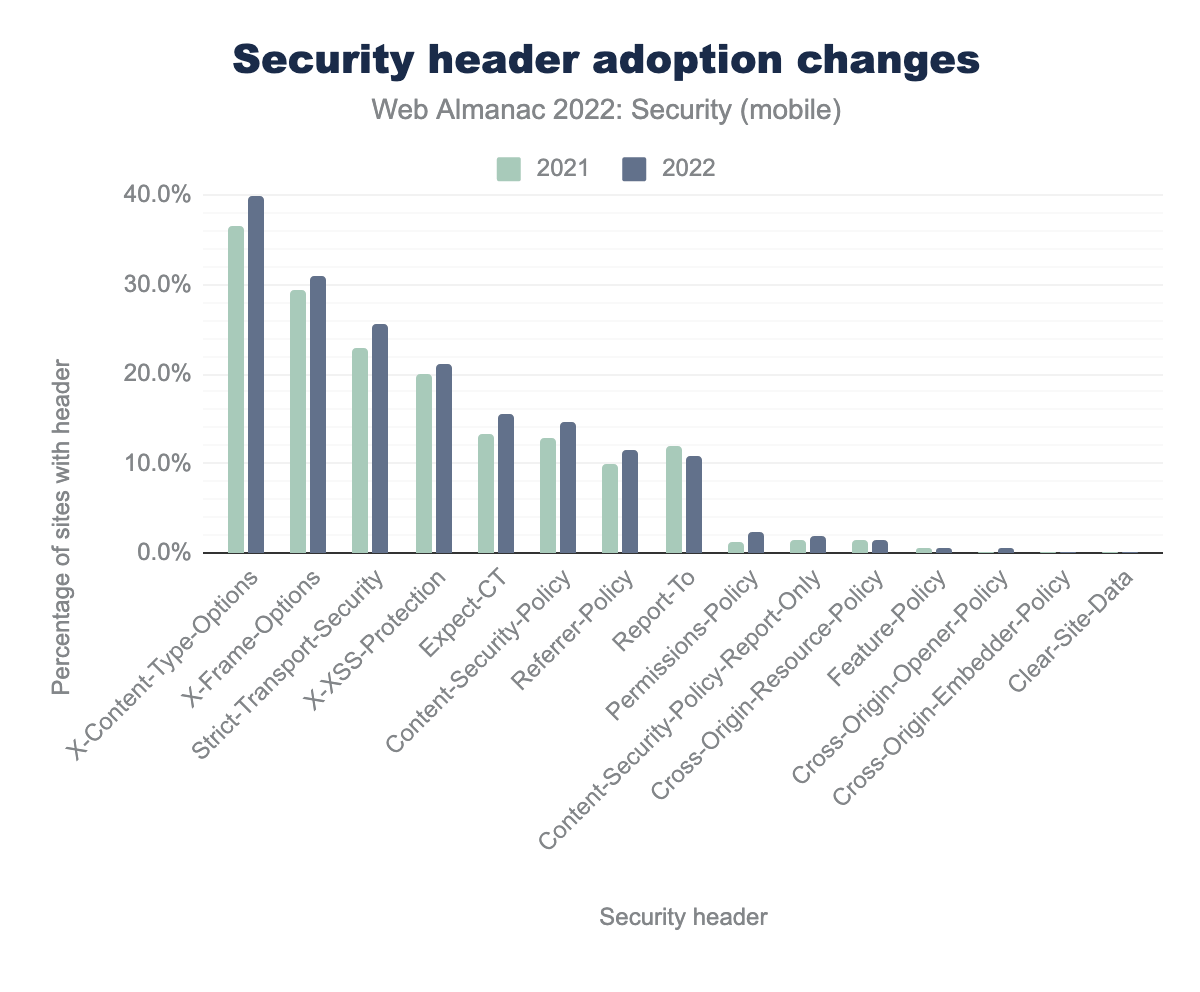 Security header adoption changes
Web Almanac 2022: Security (mobile)
2021
2022
40.0%
30.0%
20.0%
10.0%
0.0%
Percentage of sites with header
X-Content-Type-Options
X-Frame-Options
Strict-Transport-Security
X-XSS-Protection
Expect-CT
Content-Security-Policy
Referrer-Policy
Report-To
Permissions-Policy
Content-Security-Policy-Report-Only
Cross-Origin-Resource-Policy
Feature-Policy
Cross-Origin-Opener-Policy
Cross-Origin-Embedder-Policy
Clear-Site-Data
Security header